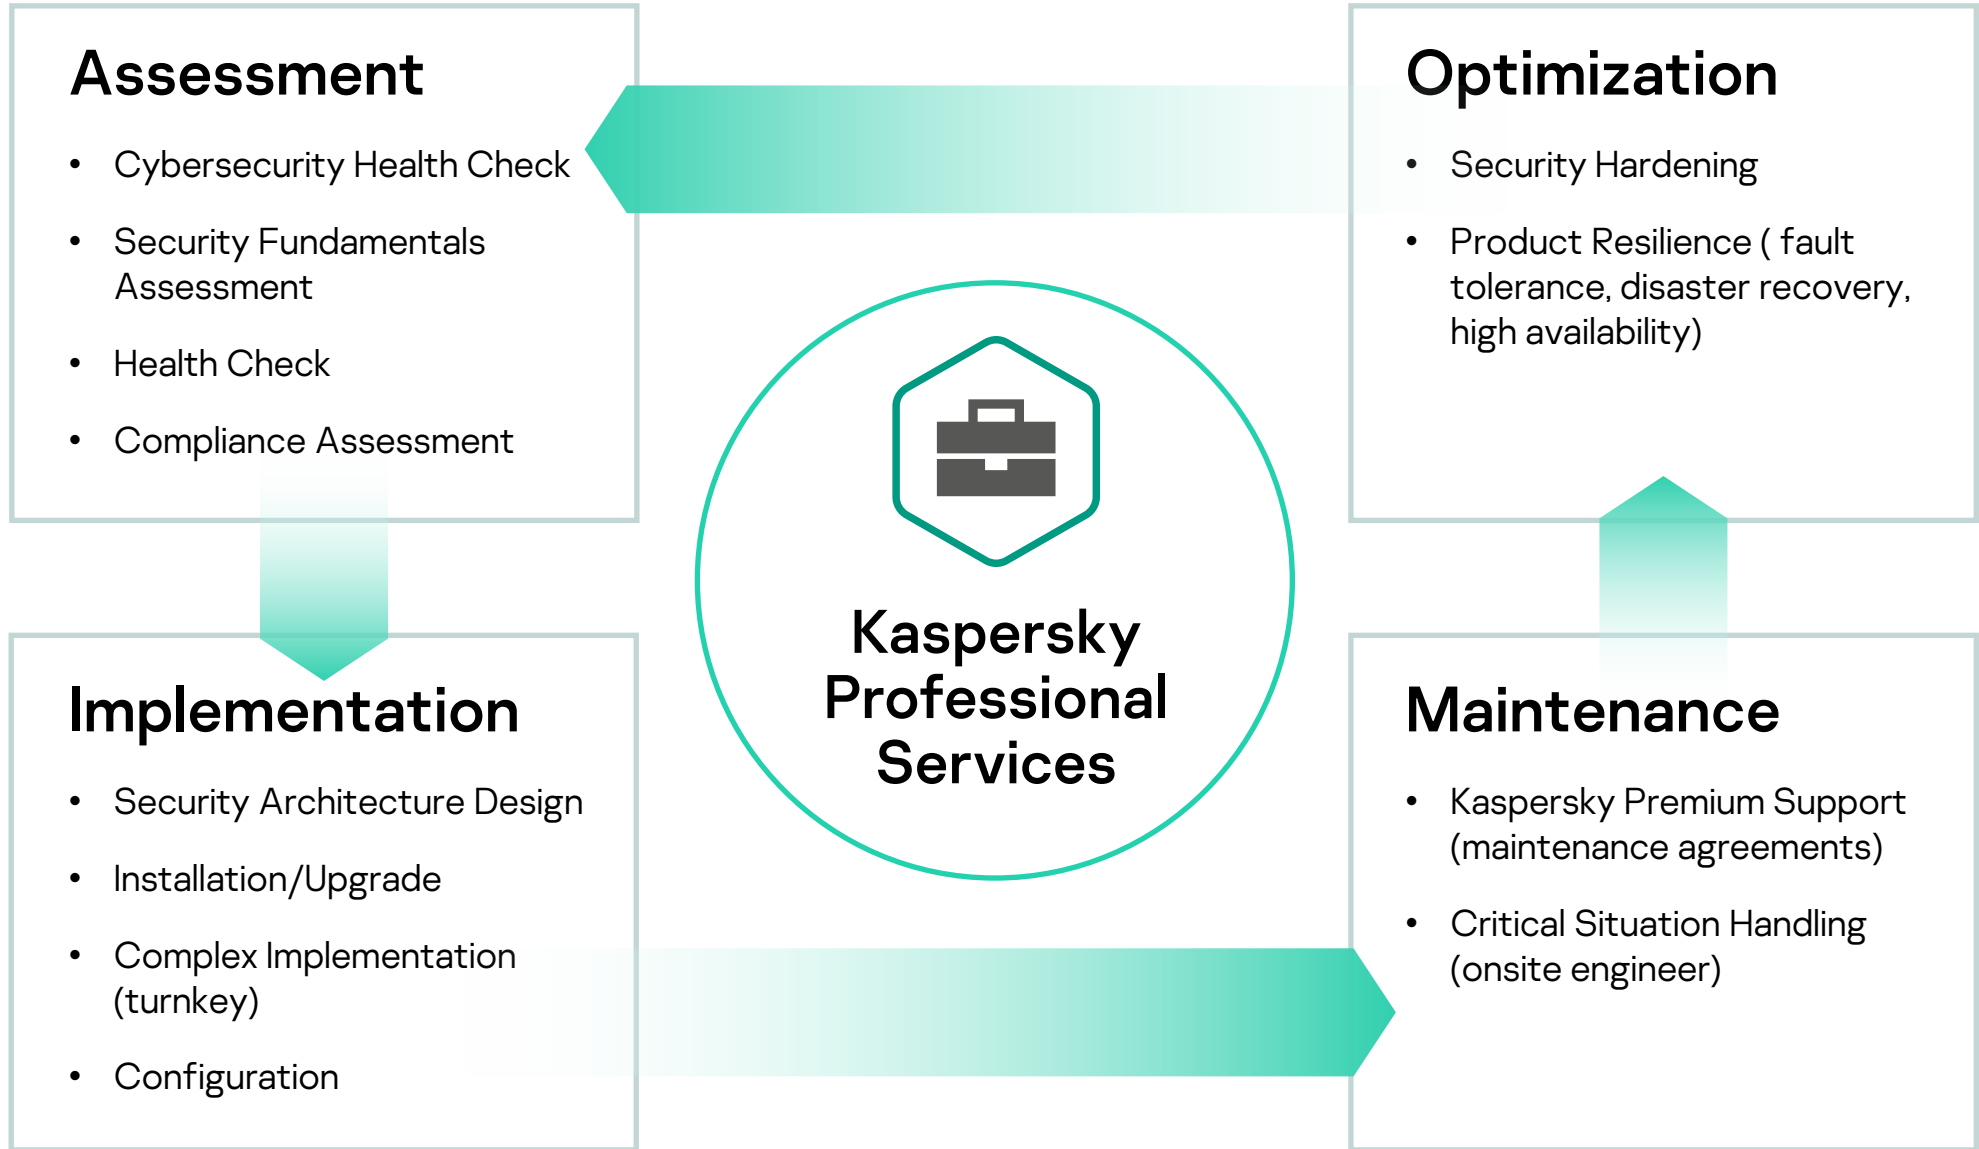 Assessment
• Cybersecurity Health Check
• Security Fundamentals
Assessment
• Health Check
• Compliance Assessment
Optimization
• Security Hardening
• Product Resilience ( fault
tolerance, disaster recovery,
high availability)
Kaspersky
Professional
Services
Implementation
• Security Architecture Design
• Installation/Upgrade
• Complex Implementation
(turnkey)
• Configuration
Maintenance
• Kaspersky Premium Support
(maintenance agreements)
• Critical Situation Handling
(onsite engineer)